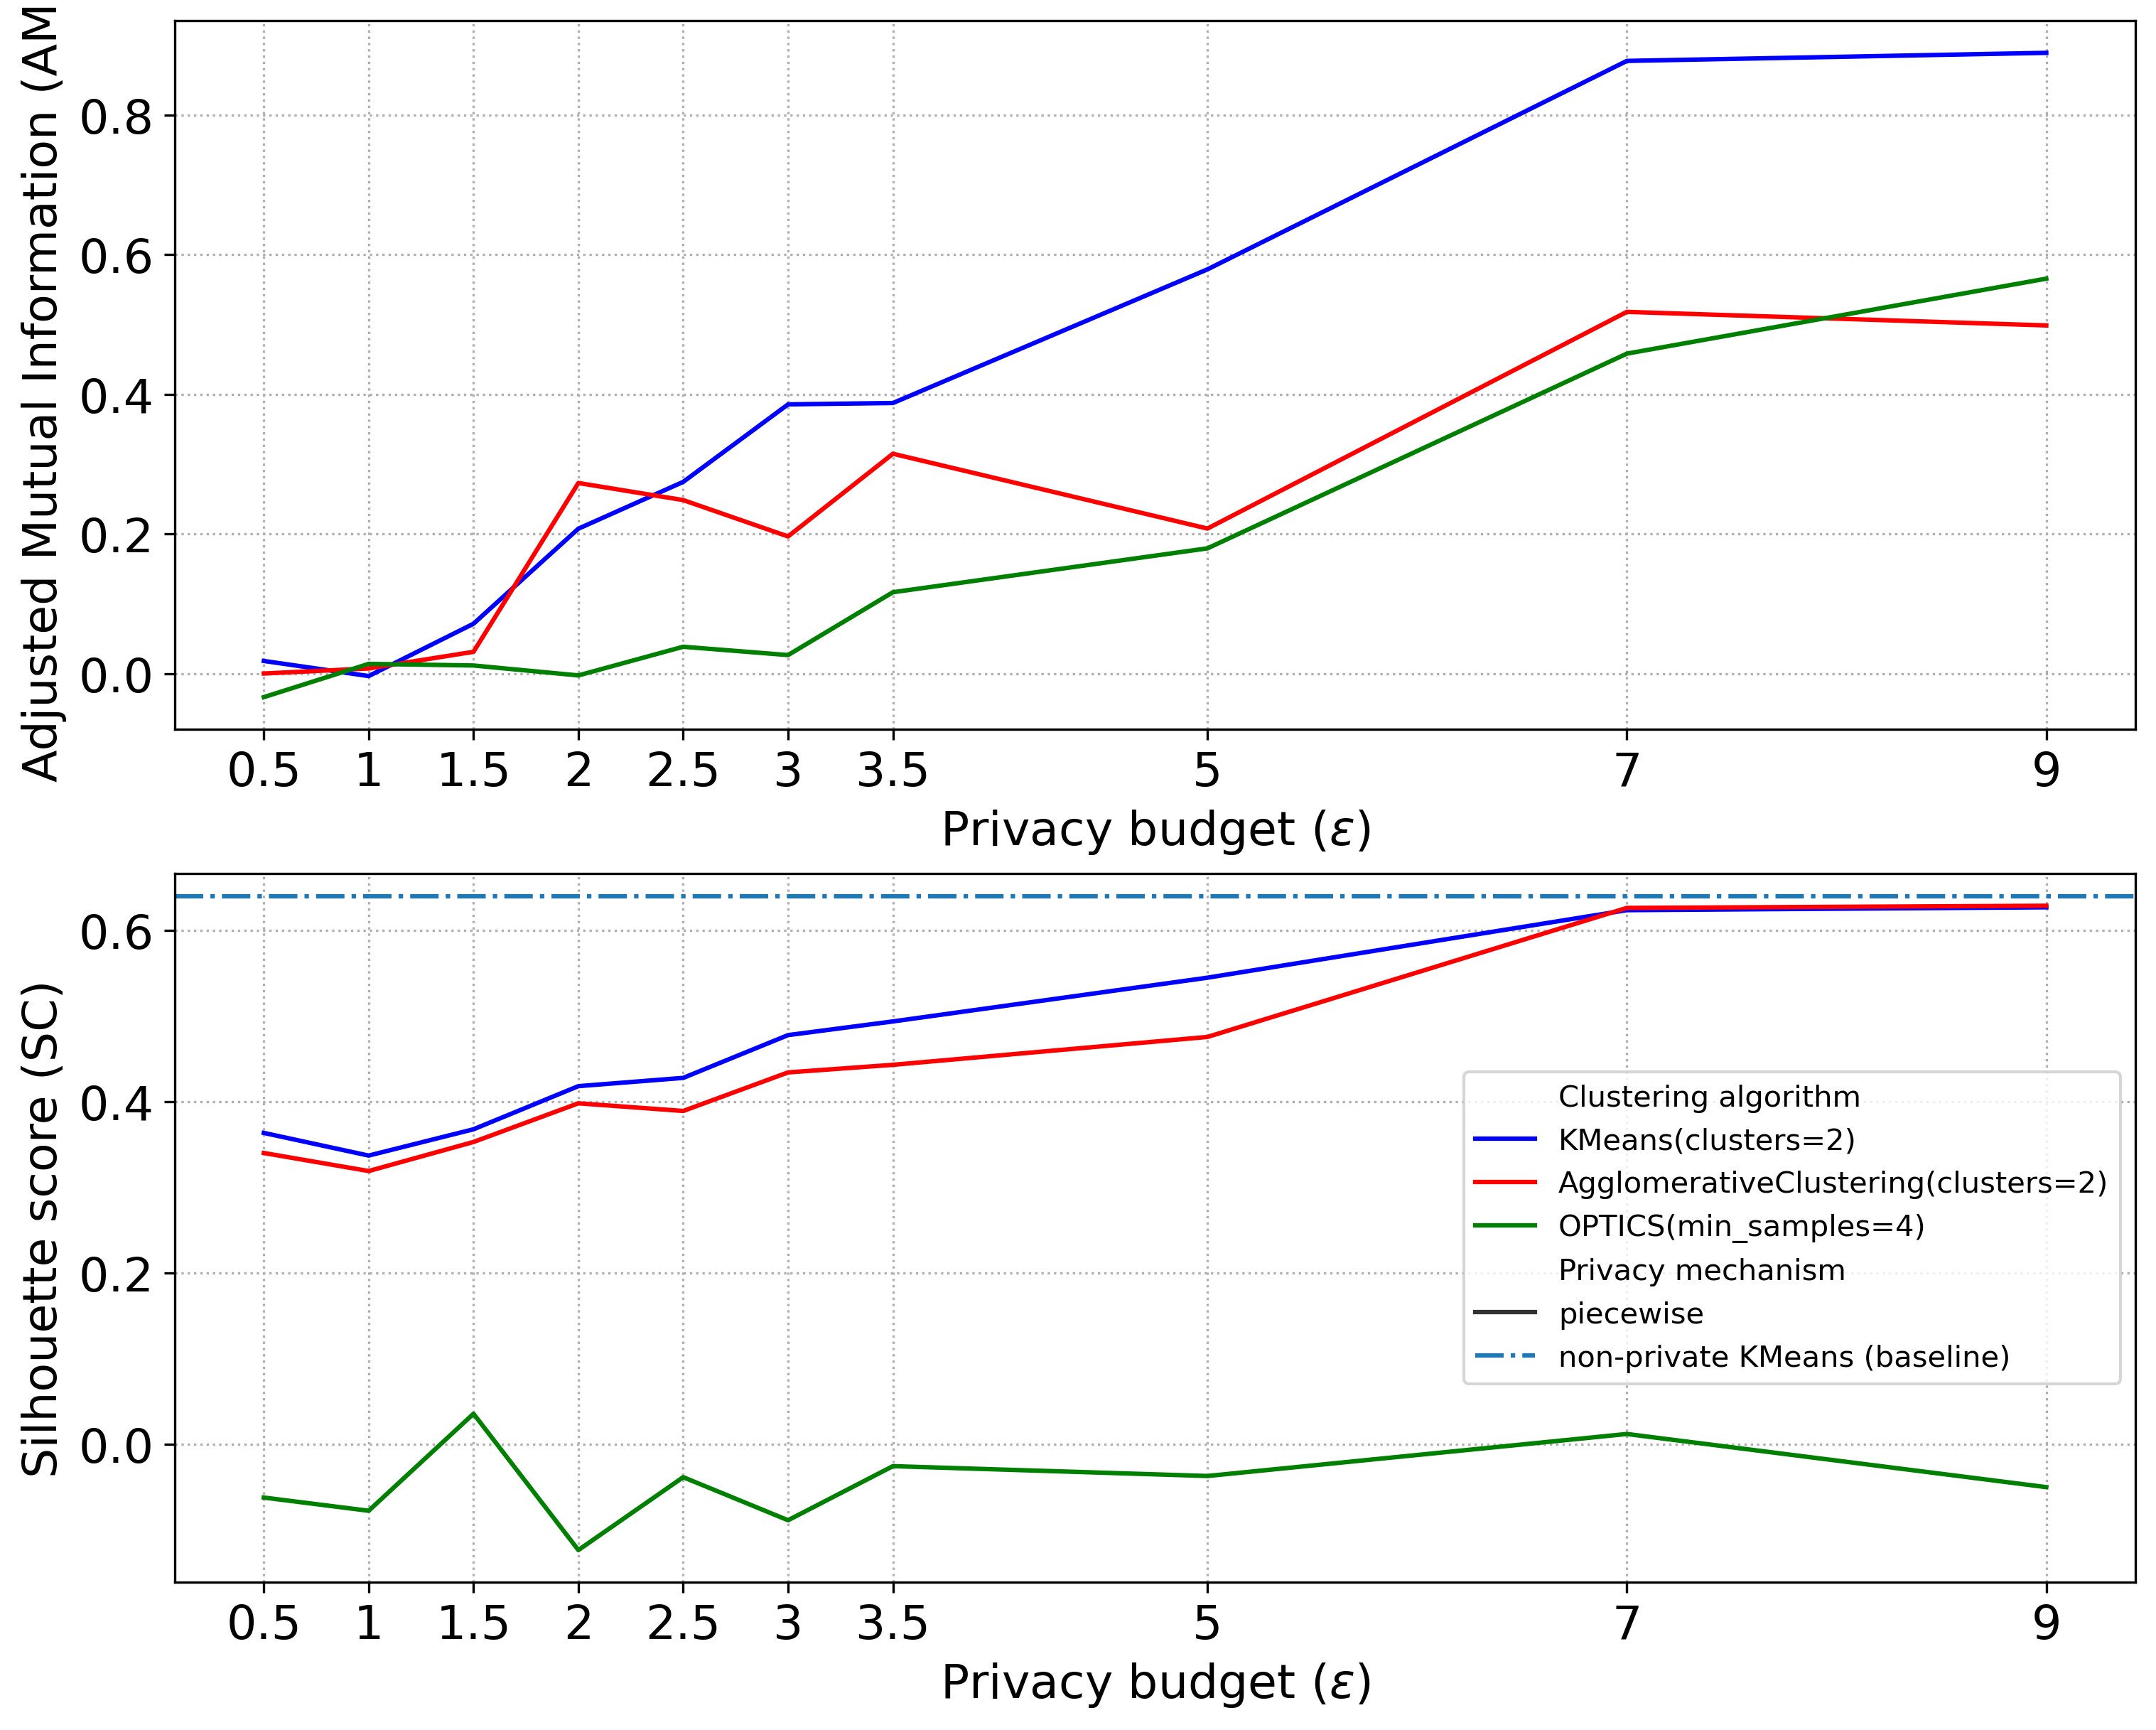 Adjusted Mutual Information (AM
0.8
0.6
0.4
0.2
0.0
0.5 1 1.5 2 2.5 3 3.5 5 7 9
Privacy budget (ε)
Silhouette score (SC)
0.6
0.4
0.2
0.0
Clustering algorithm
KMeans(clusters=2)
AgglomerativeClustering(clusters=2)
OPTICS(min_samples=4)
Privacy mechanism
piecewise
non-private KMeans (baseline)
0.5 1 1.5 2 2.5 3 3.5 5 7 9
Privacy budget (ε)